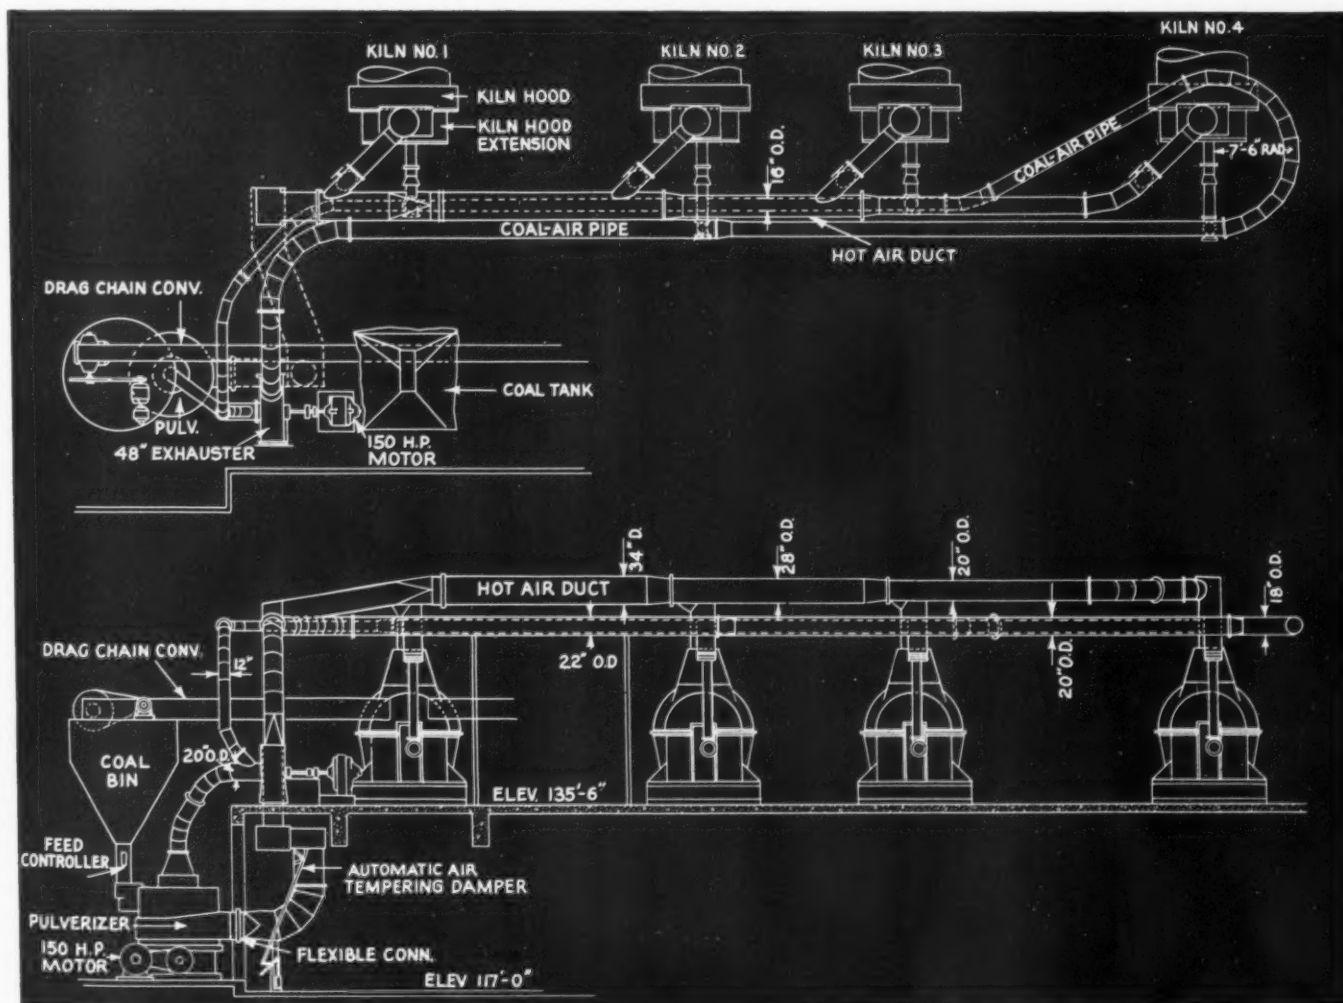 KILN NO. 1
KILN NO. 2
KILN NO. 3
KILN NO. 4
KILN HOOD
KILN HOOD
EXTENSION
16" O.D.
COAL-AIR PIPE
7'-6" RAD.
COAL-AIR PIPE
HOT AIR DUCT
DRAG CHAIN CONV.
COAL TANK
PULV.
48" EXHAUSTER
150 H.P.
MOTOR
34" D.
28" O.D.
20" O.D.
18" O.D.
HOT AIR DUCT
DRAG CHAIN CONV.
12"
22" O.D
20" O.D.
20" O.D.
COAL
BIN
ELEV. 135'-6"
FEED
CONTROLLER
AUTOMATIC AIR
TEMPERING DAMPER
PULVERIZER
150 H.P.
MOTOR
FLEXIBLE CONN.
ELEV 117'-0"